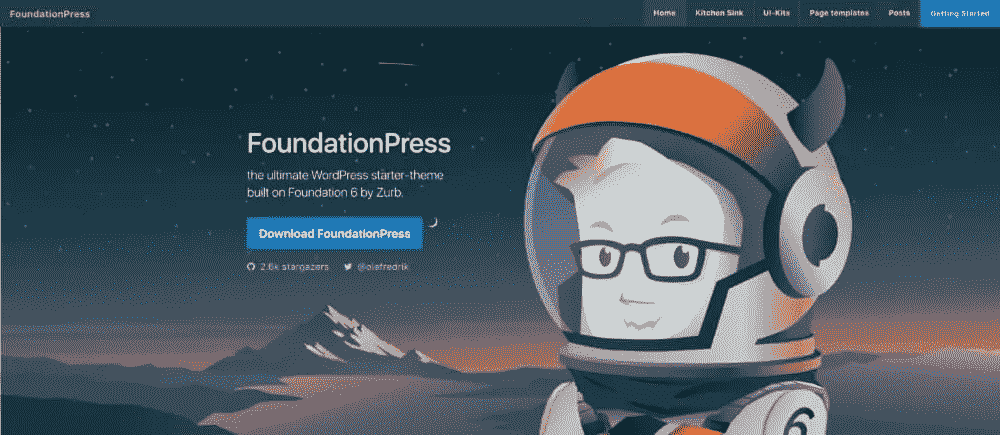 FoundationPress
Home Kitchen Sink UI-Kits Page templates Posts Getting Started
FoundationPress
the ultimate WordPress starter-theme
built on Foundation 6 by Zurb.
Download FoundationPress
2.6k stargazers @olefredrik
6